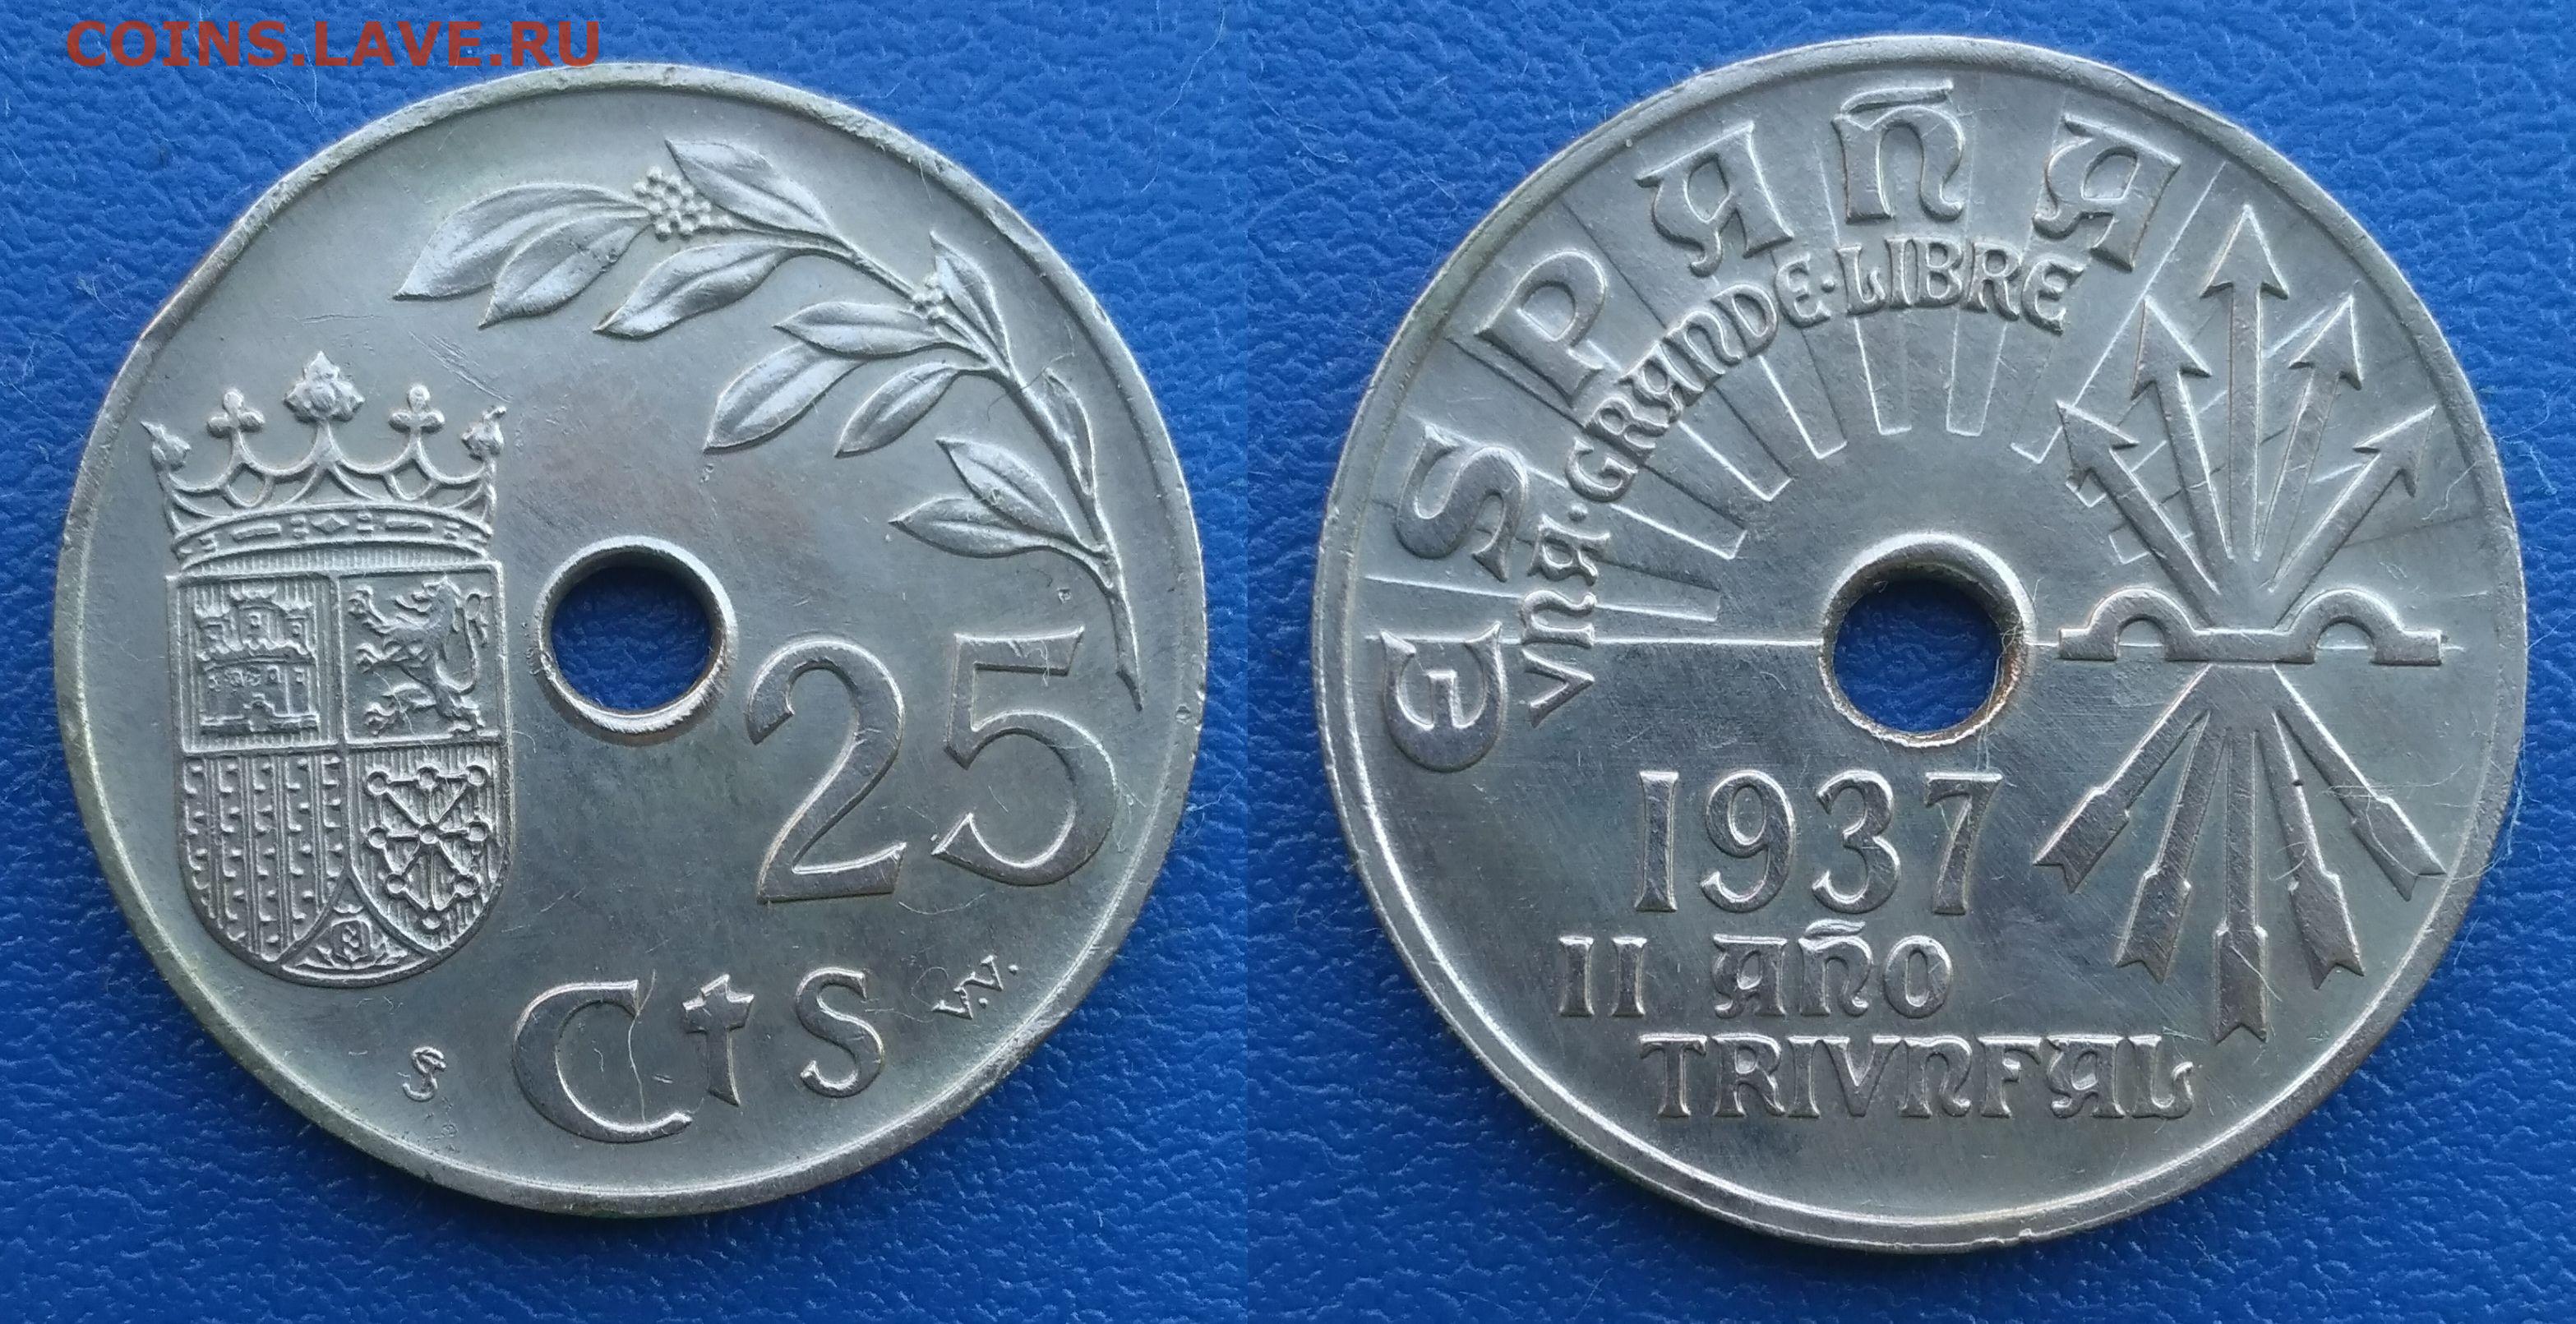 COINS.LAVE.RU
25
CtS
V.V.
ESPAÑA
VNA·GRANDE·LIBRE
1937
II AÑO
TRIVNFAL